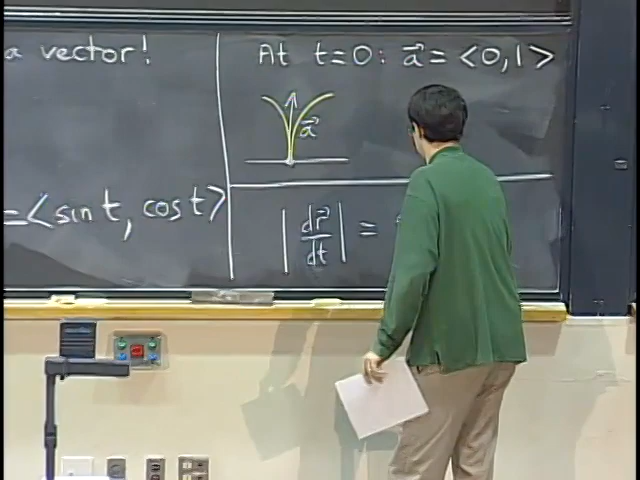 a vector!
= <sin t, cos t>
At t=0: a⃗ = <0,1>
a⃗
|dr⃗/dt| =